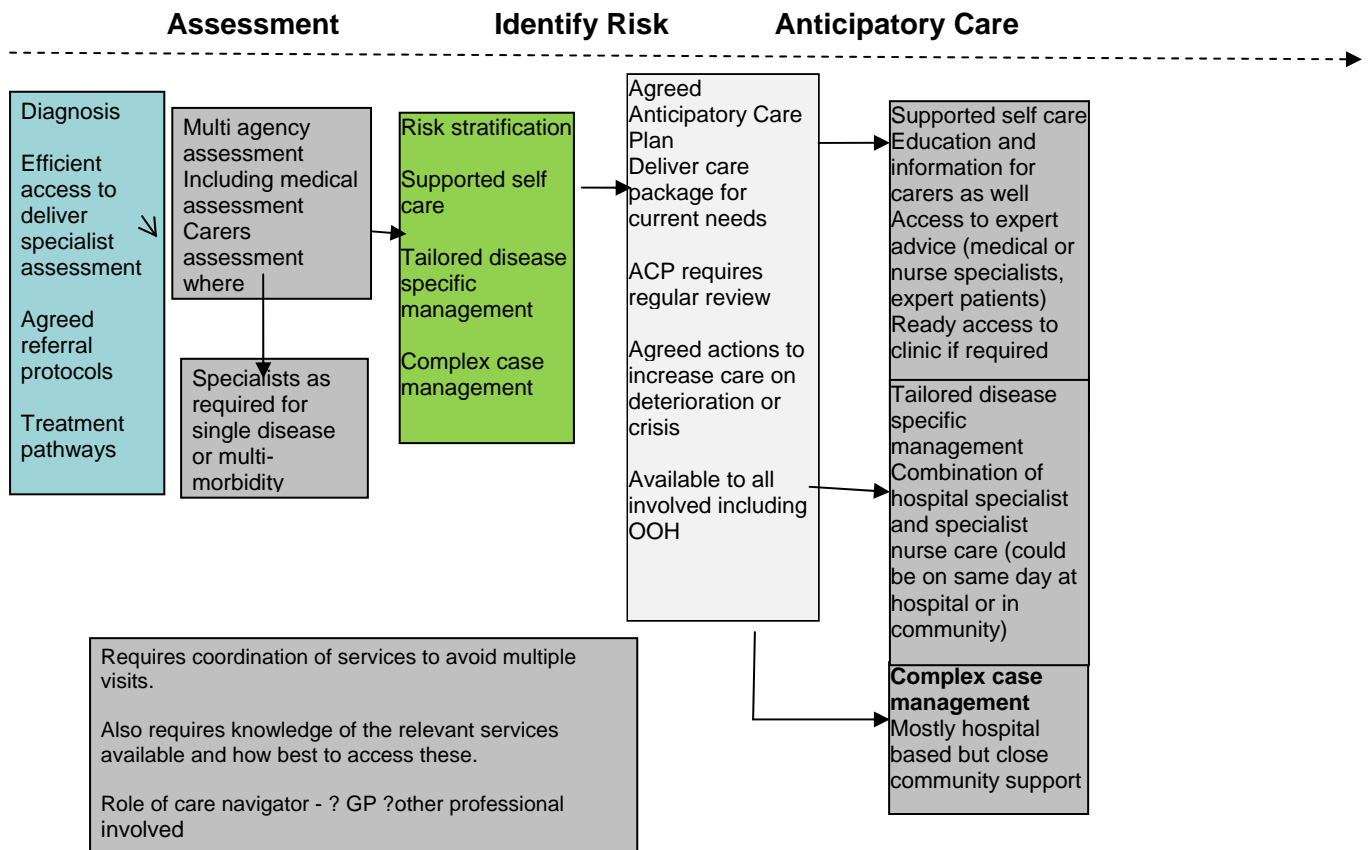 Assessment
Identify Risk
Anticipatory Care
Diagnosis
Efficient
access to
deliver
specialist
assessment
Agreed
referral
protocols
Treatment
pathways
Multi agency
assessment
Including medical
assessment
Carers
assessment
where
Specialists as
required for
single disease
or multi-
morbidity
Risk stratification
Supported self
care
Tailored disease
specific
management
Complex case
management
Agreed
Anticipatory Care
Plan
Deliver care
package for
current needs
ACP requires
regular review
Agreed actions to
increase care on
deterioration or
crisis
Available to all
involved including
OOH
Supported self care
Education and
information for
carers as well
Access to expert
advice (medical or
nurse specialists,
expert patients)
Ready access to
clinic if required
Tailored disease
specific
management
Combination of
hospital specialist
and specialist
nurse care (could
be on same day at
hospital or in
community)
Complex case
management
Mostly hospital
based but close
community support
Requires coordination of services to avoid multiple
visits.
Also requires knowledge of the relevant services
available and how best to access these.
Role of care navigator - ? GP ?other professional
involved